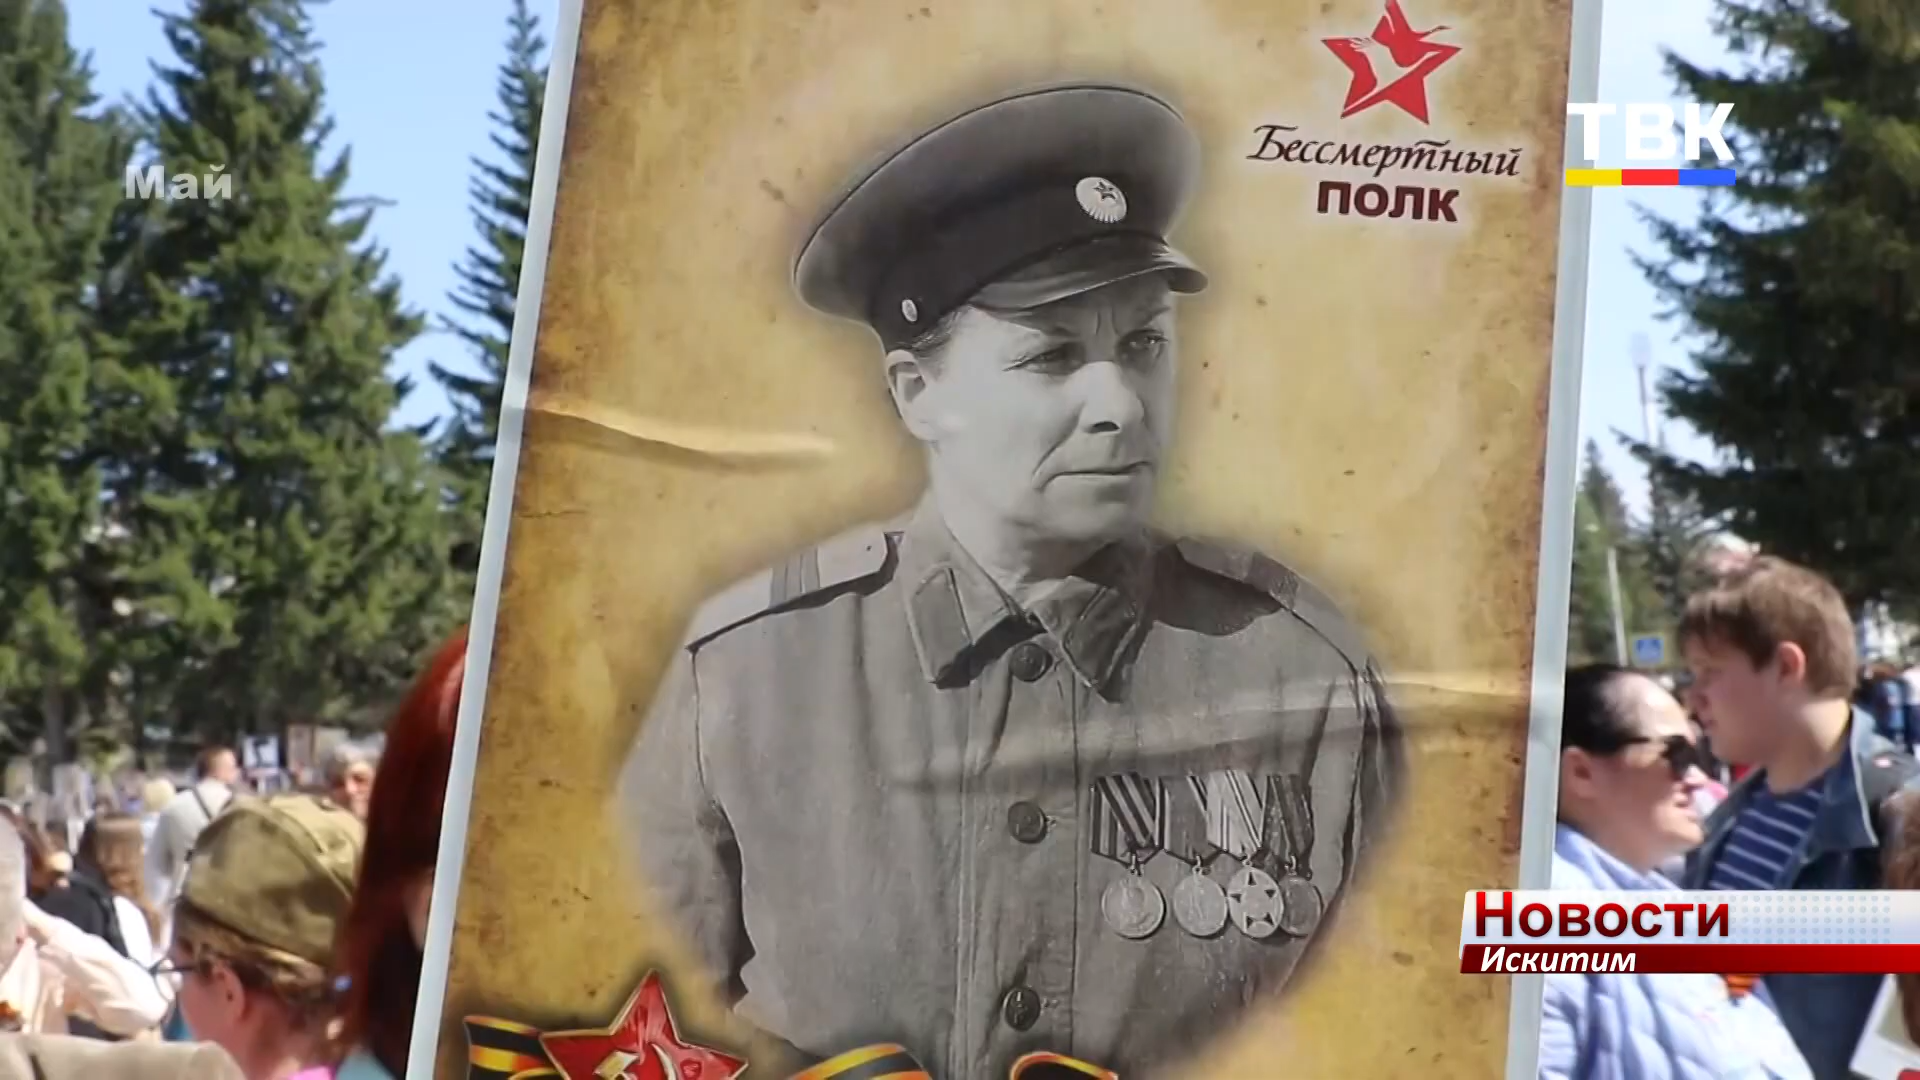 Май
Бессмертный
ПОЛК
ТВК
Новости
Искитим